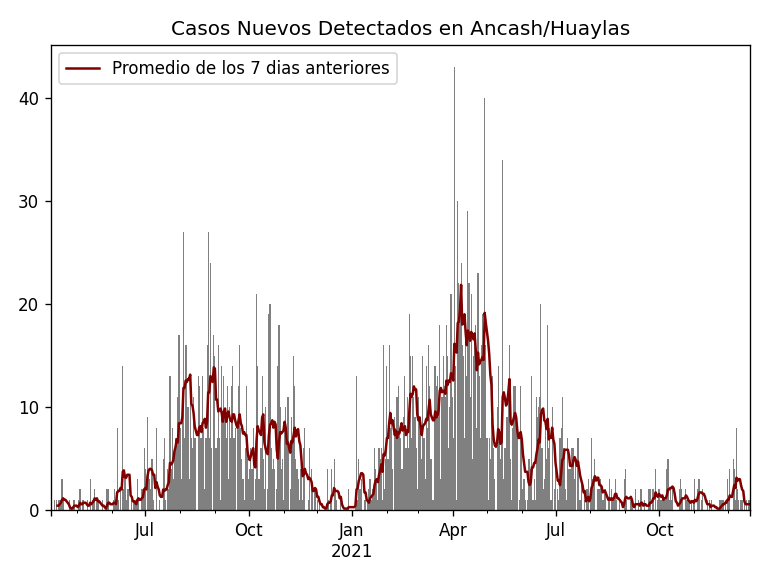 Casos Nuevos Detectados en Ancash/Huaylas
Promedio de los 7 dias anteriores
40
30
20
10
0
Jul Oct Jan Apr Jul Oct
2021